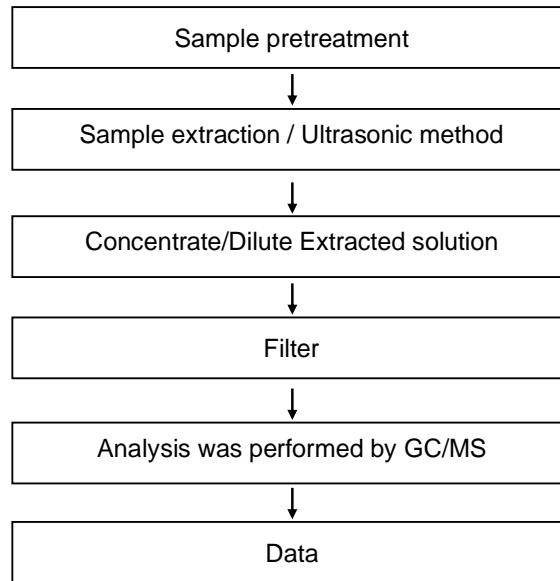 Sample pretreatment
Sample extraction / Ultrasonic method
Concentrate/Dilute Extracted solution
Filter
Analysis was performed by GC/MS
Data